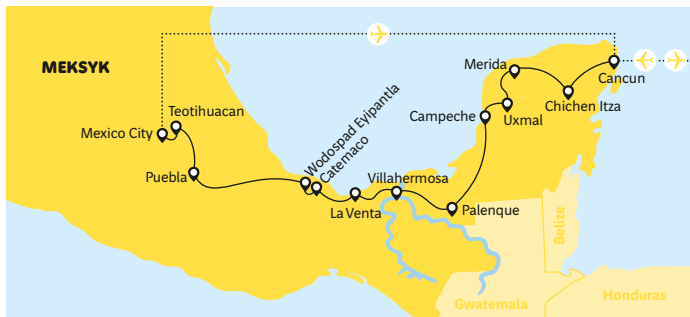 MEKSYK
Mexico City
Teotihuacan
Puebla
Wodospad Eyipantla
Catemaco
La Venta
Villahermosa
Palenque
Campeche
Uxmal
Merida
Chichen Itza
Cancun
Belize
Gwatemala
Honduras